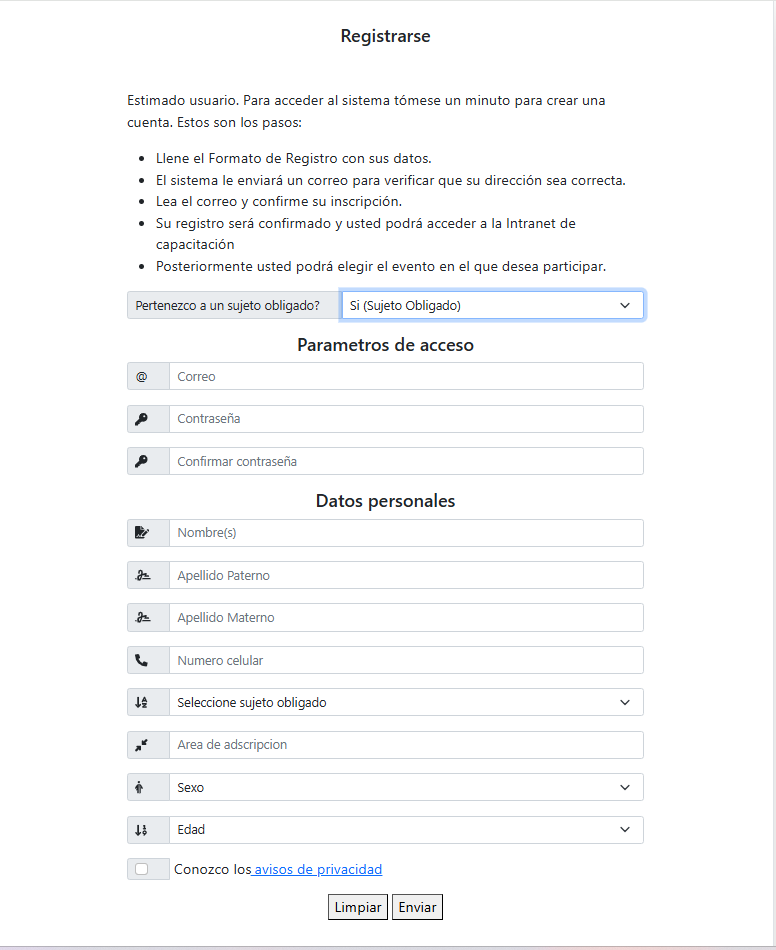 Registrarse
Estimado usuario. Para acceder al sistema tómese un minuto para crear una
cuenta. Estos son los pasos:
Llene el Formato de Registro con sus datos.
El sistema le enviará un correo para verificar que su dirección sea correcta.
Lea el correo y confirme su inscripción.
Su registro será confirmado y usted podrá acceder a la Intranet de
capacitación
Posteriormente usted podrá elegir el evento en el que desea participar.
Pertenezco a un sujeto obligado? Si (Sujeto Obligado)
Parametros de acceso
@ Correo
Contraseña
Confirmar contraseña
Datos personales
Nombre(s)
Apellido Paterno
Apellido Materno
Numero celular
Seleccione sujeto obligado
Area de adscripcion
Sexo
Edad
Conozco los avisos de privacidad
Limpiar Enviar